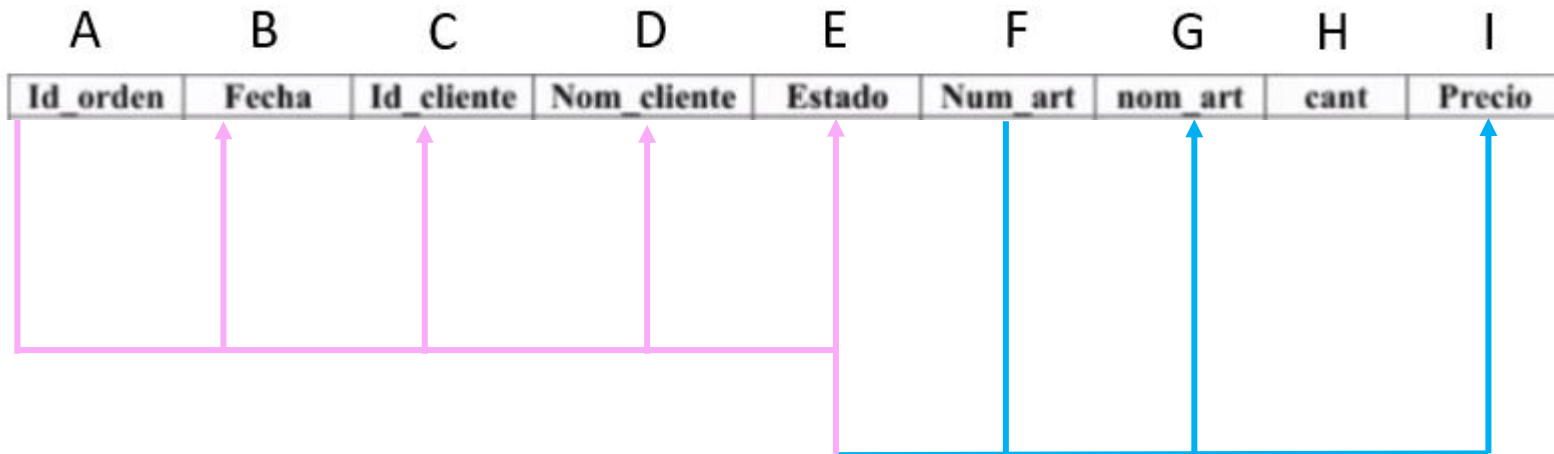 A B C D E F G H I
Id_orden Fecha Id_cliente Nom_cliente Estado Num_art nom_art cant Precio